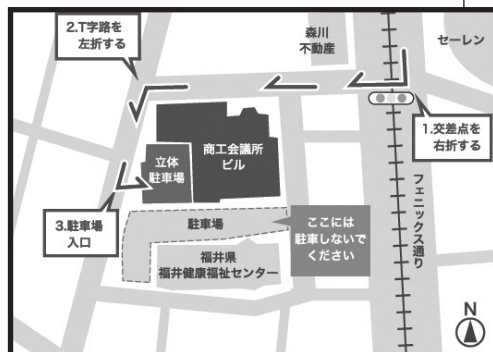 2.T字路を
左折する
森川
不動産
セーレン
1.交差点を
右折する
商工会議所
ビル
立体
駐車場
3.駐車場
入口
駐車場
ここには
駐車しないで
ください
福井県
福井健康福祉センター
フェニックス通り
N